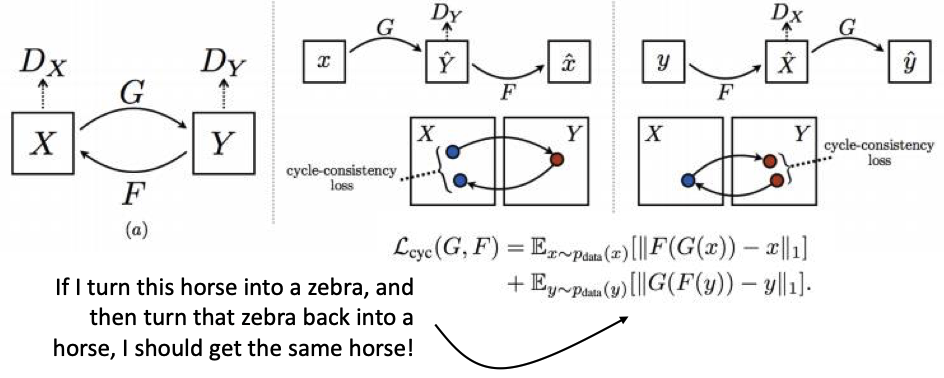 D_X
D_Y
G
X
Y
F
(a)
D_Y
G
x
Ŷ
x̂
F
X
Y
cycle-consistency
loss
D_X
G
y
X̂
ŷ
F
X
Y
cycle-consistency
loss
ℒ_cyc(G, F) = 𝔼_{x∼p_data(x)}[‖F(G(x)) − x‖₁]
+ 𝔼_{y∼p_data(y)}[‖G(F(y)) − y‖₁].
If I turn this horse into a zebra, and
then turn that zebra back into a
horse, I should get the same horse!